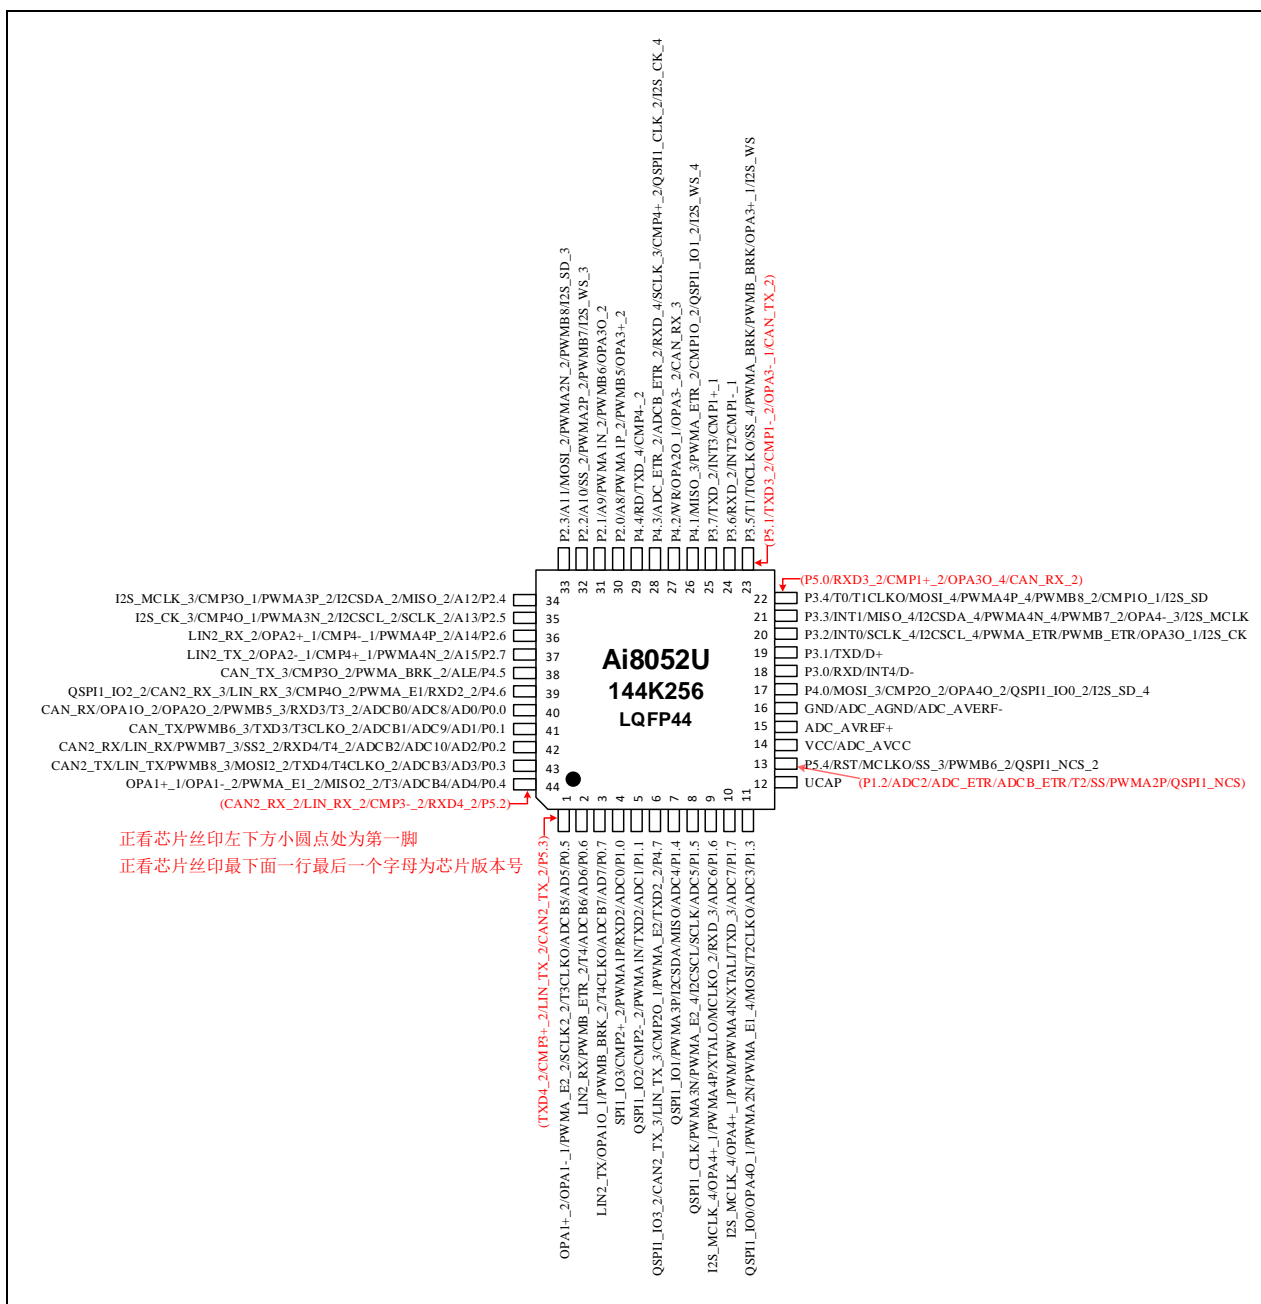 P2.3/A11/MOSI_2/PWMA2N_2/PWMB8/I2S_SD_3
P2.2/A10/SS_2/PWMA2P_2/PWMB7/I2S_WS_3
P2.1/A9/PWMA1N_2/PWMB6/OPA3O_2
P2.0/A8/PWMA1P_2/PWMB5/OPA3+_2
P4.4/RD/TXD_4/CMP4-_2
P4.3/ADC_ETR_2/ADCB_ETR_2/RXD_4/SCLK_3/CMP4+_2/QSPI1_CLK_2/I2S_CK_4
P4.2/WR/OPA2O_1/OPA3-_2/CAN_RX_3
P4.1/MISO_3/PWMA_ETR_2/CMP1O_2/QSPI1_IO1_2/I2S_WS_4
P3.7/TXD_2/INT3/CMP1+_1
P3.6/RXD_2/INT2/CMP1-_1
P3.5/T1/T0CLKO/SS_4/PWMA_BRK/PWMB_BRK/OPA3+_1/I2S_WS
(P5.1/TXD3_2/CMP1-_2/OPA3-_1/CAN_TX_2)
33 32 31 30 29 28 27 26 25 24 23
I2S_MCLK_3/CMP3O_1/PWMA3P_2/I2CSDA_2/MISO_2/A12/P2.4 34
I2S_CK_3/CMP4O_1/PWMA3N_2/I2CSCL_2/SCLK_2/A13/P2.5 35
LIN2_RX_2/OPA2+_1/CMP4-_1/PWMA4P_2/A14/P2.6 36
LIN2_TX_2/OPA2-_1/CMP4+_1/PWMA4N_2/A15/P2.7 37
CAN_TX_3/CMP3O_2/PWMA_BRK_2/ALE/P4.5 38
QSPI1_IO2_2/CAN2_RX_3/LIN_RX_3/CMP4O_2/PWMA_E1/RXD2_2/P4.6 39
CAN_RX/OPA1O_2/OPA2O_2/PWMB5_3/RXD3/T3_2/ADCB0/ADC8/AD0/P0.0 40
CAN_TX/PWMB6_3/TXD3/T3CLKO_2/ADCB1/ADC9/AD1/P0.1 41
CAN2_RX/LIN_RX/PWMB7_3/SS2_2/RXD4/T4_2/ADCB2/ADC10/AD2/P0.2 42
CAN2_TX/LIN_TX/PWMB8_3/MOSI2_2/TXD4/T4CLKO_2/ADCB3/AD3/P0.3 43
OPA1+_1/OPA1-_2/PWMA_E1_2/MISO2_2/T3/ADCB4/AD4/P0.4 44
(CAN2_RX_2/LIN_RX_2/CMP3-_2/RXD4_2/P5.2)
Ai8052U
144K256
LQFP44
(P5.0/RXD3_2/CMP1+_2/OPA3O_4/CAN_RX_2)
22 P3.4/T0/T1CLKO/MOSI_4/PWMA4P_4/PWMB8_2/CMP1O_1/I2S_SD
21 P3.3/INT1/MISO_4/I2CSDA_4/PWMA4N_4/PWMB7_2/OPA4-_3/I2S_MCLK
20 P3.2/INT0/SCLK_4/I2CSCL_4/PWMA_ETR/PWMB_ETR/OPA3O_1/I2S_CK
19 P3.1/TXD/D+
18 P3.0/RXD/INT4/D-
17 P4.0/MOSI_3/CMP2O_2/OPA4O_2/QSPI1_IO0_2/I2S_SD_4
16 GND/ADC_AGND/ADC_AVERF-
15 ADC_AVREF+
14 VCC/ADC_AVCC
13 P5.4/RST/MCLKO/SS_3/PWMB6_2/QSPI1_NCS_2
12 UCAP (P1.2/ADC2/ADC_ETR/ADCB_ETR/T2/SS/PWMA2P/QSPI1_NCS)
1 2 3 4 5 6 7 8 9 10 11
正看芯片丝印左下方小圆点处为第一脚
正看芯片丝印最下面一行最后一个字母为芯片版本号
(TXD4_2/CMP3+_2/LIN_TX_2/CAN2_TX_2/P5.3)
OPA1+_2/OPA1-_1/PWMA_E2_2/SCLK2_2/T3CLKO/ADCB5/AD5/P0.5
LIN2_RX/PWMB_ETR_2/T4/ADCB6/AD6/P0.6
LIN2_TX/OPA1O_1/PWMB_BRK_2/T4CLKO/ADCB7/AD7/P0.7
SPI1_IO3/CMP2+_2/PWMA1P/RXD2/ADC0/P1.0
QSPI1_IO2/CMP2-_2/PWMA1N/TXD2/ADC1/P1.1
QSPI1_IO3_2/CAN2_TX_3/LIN_TX_3/CMP2O_1/PWMA_E2/TXD2_2/P4.7
QSPI1_IO1/PWMA3P/I2CSDA/MISO/ADC4/P1.4
QSPI1_CLK/PWMA3N/PWMA_E2_4/I2CSCL/SCLK/ADC5/P1.5
I2S_MCLK_4/OPA4+_1/PWMA4P/XTALO/MCLKO_2/RXD_3/ADC6/P1.6
I2S_MCLK_4/OPA4+_1/PWM/PWMA4N/XTALI/TXD_3/ADC7/P1.7
QSPI1_IO0/OPA4O_1/PWMA2N/PWMA_E1_4/MOSI/T2CLKO/ADC3/P1.3